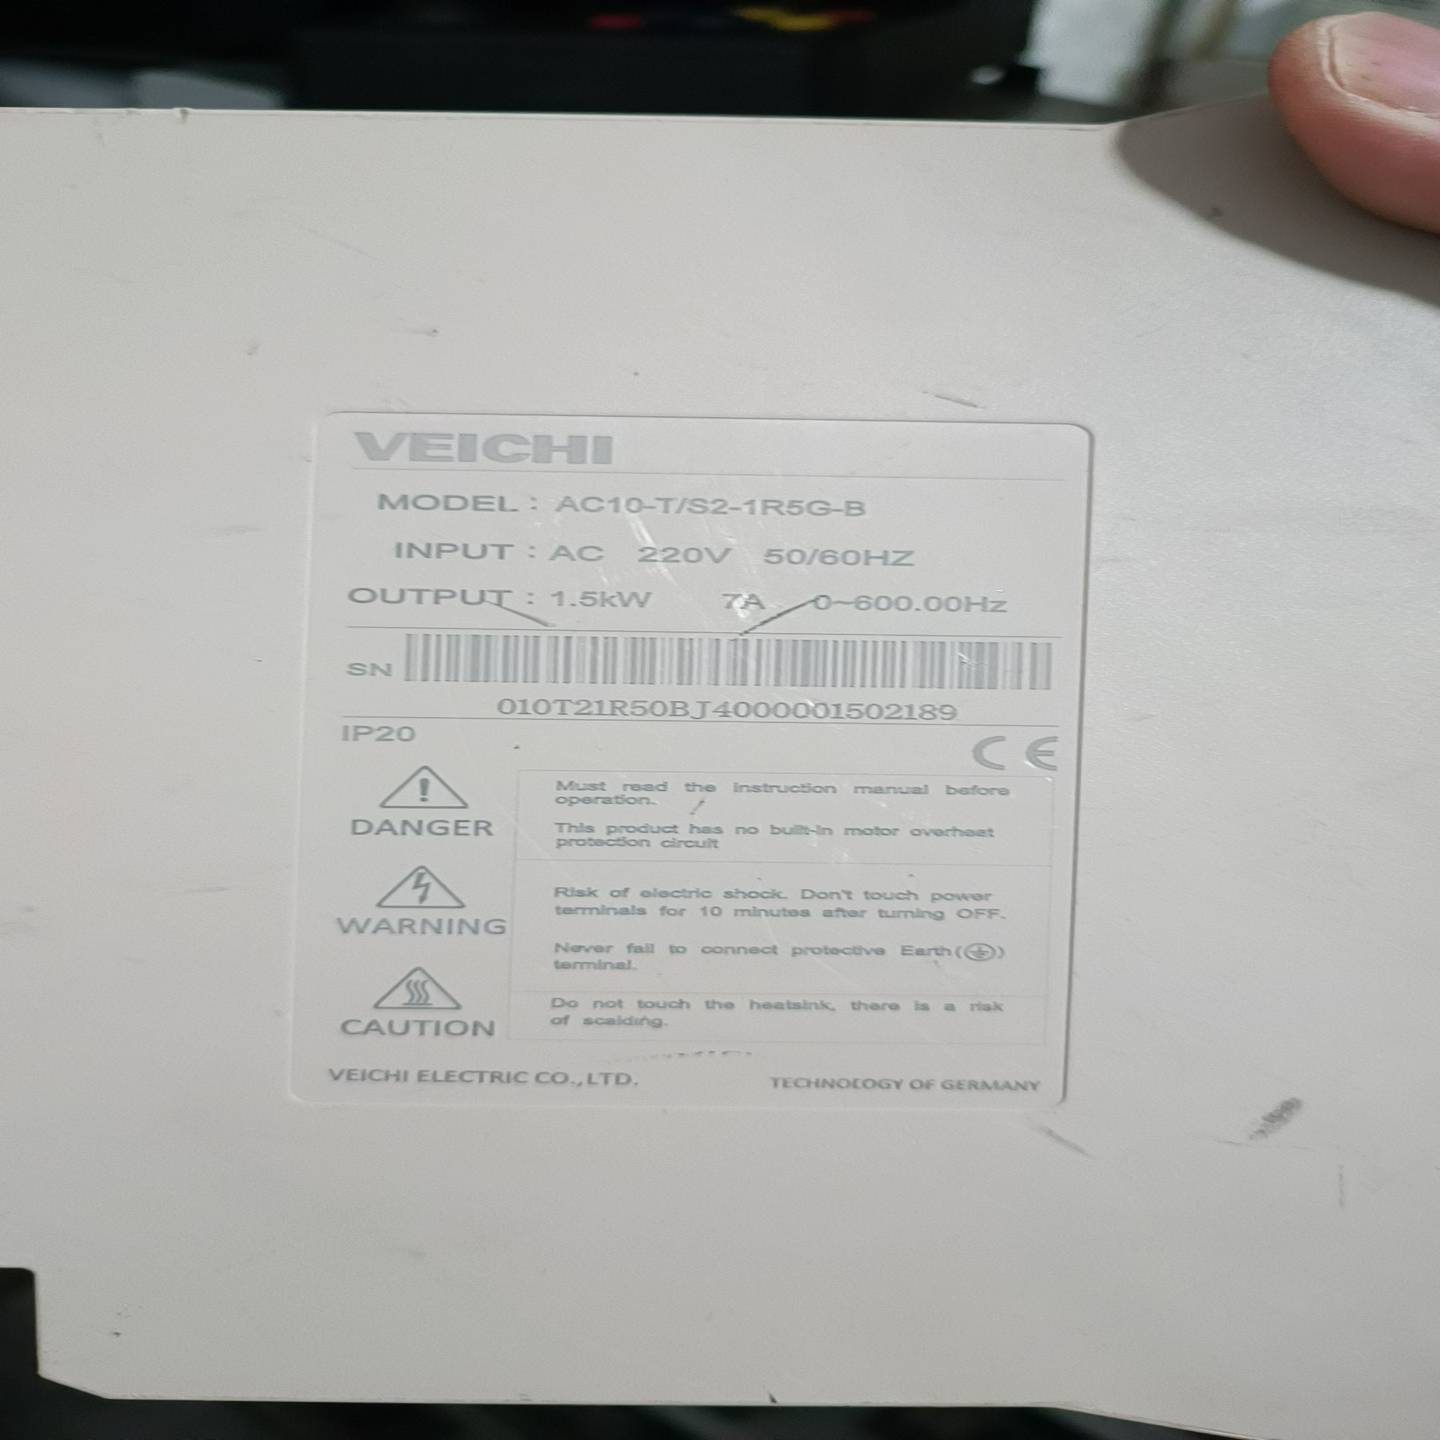 VEICHI
MODEL : AC10-T/S2-1R5G-B
INPUT : AC 220V 50/60HZ
OUTPUT : 1.5kW 7A 0~600.00Hz
SN
010T21R50BJ4000001502189
IP20
CE
DANGER
Must read the instruction manual before
operation.
This product has no built-in motor overheat
protection circuit
WARNING
Risk of electric shock. Don't touch power
terminals for 10 minutes after turning OFF.
Never fail to connect protective Earth(⏚)
terminal.
CAUTION
Do not touch the heatsink, there is a risk
of scalding.
VEICHI ELECTRIC CO.,LTD. TECHNOLOGY OF GERMANY